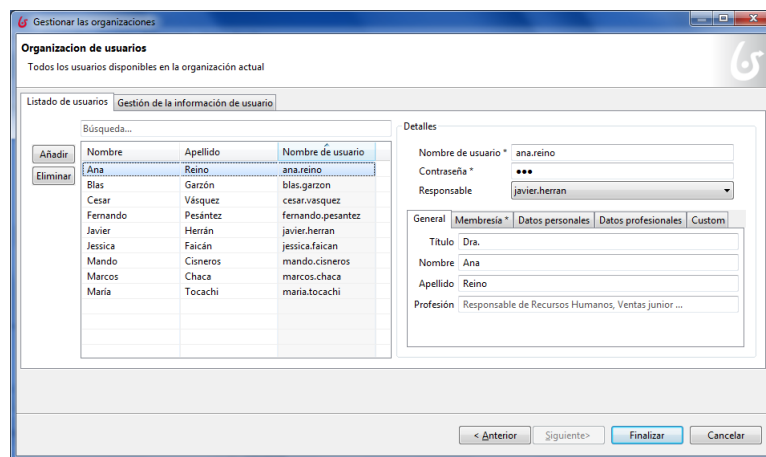 Gestionar las organizaciones
Organizacion de usuarios
Todos los usuarios disponibles en la organización actual
Listado de usuarios Gestión de la información de usuario
Búsqueda...
Añadir
Eliminar
Nombre Apellido Nombre de usuario
Ana Reino ana.reino
Blas Garzón blas.garzon
Cesar Vásquez cesar.vasquez
Fernando Pesántez fernando.pesantez
Javier Herrán javier.herran
Jessica Faicán jessica.faican
Mando Cisneros mando.cisneros
Marcos Chaca marcos.chaca
María Tocachi maria.tocachi
Detalles
Nombre de usuario * ana.reino
Contraseña * ●●●
Responsable javier.herran
General Membresía * Datos personales Datos profesionales Custom
Título Dra.
Nombre Ana
Apellido Reino
Profesión Responsable de Recursos Humanos, Ventas junior ...
< Anterior Siguiente> Finalizar Cancelar